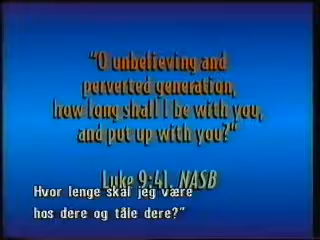 "O unbelieving and
perverted generation,
how long shall I be with you,
and put up with you?"
Luke 9:41, NASB
Hvor lenge skal jeg være
hos dere og tåle dere?"